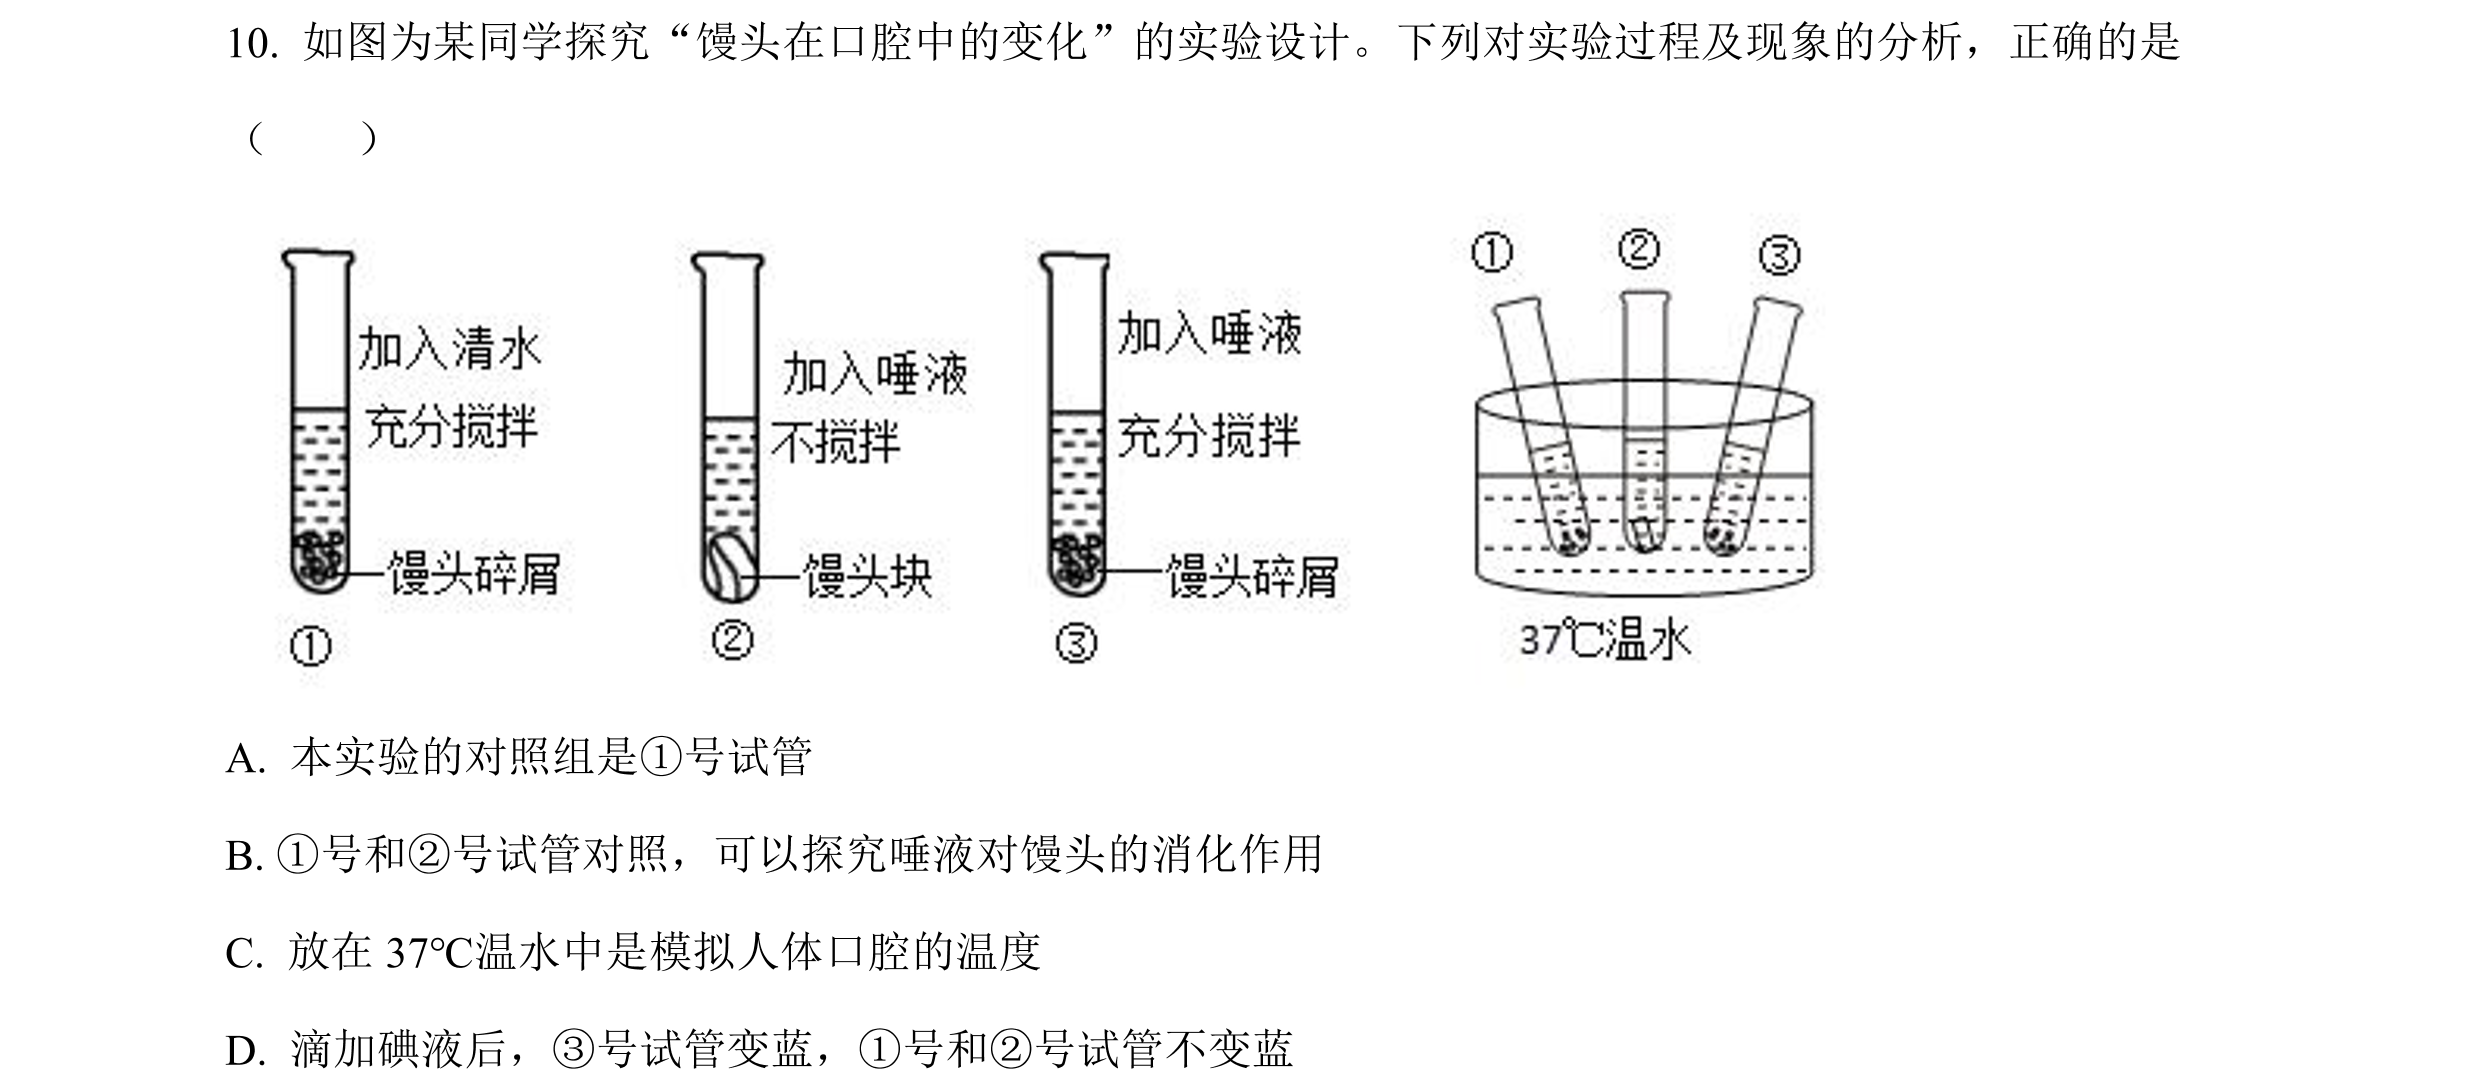 10. 如图为某同学探究“馒头在口腔中的变化”的实验设计。下列对实验过程及现象的分析，正确的是
（　　）
① ② ③
加入清水 加入唾液 加入唾液
充分搅拌 不搅拌 充分搅拌
馒头碎屑 馒头块 馒头碎屑
① ② ③ 37℃温水
A. 本实验的对照组是①号试管
B. ①号和②号试管对照，可以探究唾液对馒头的消化作用
C. 放在 37℃温水中是模拟人体口腔的温度
D. 滴加碘液后，③号试管变蓝，①号和②号试管不变蓝